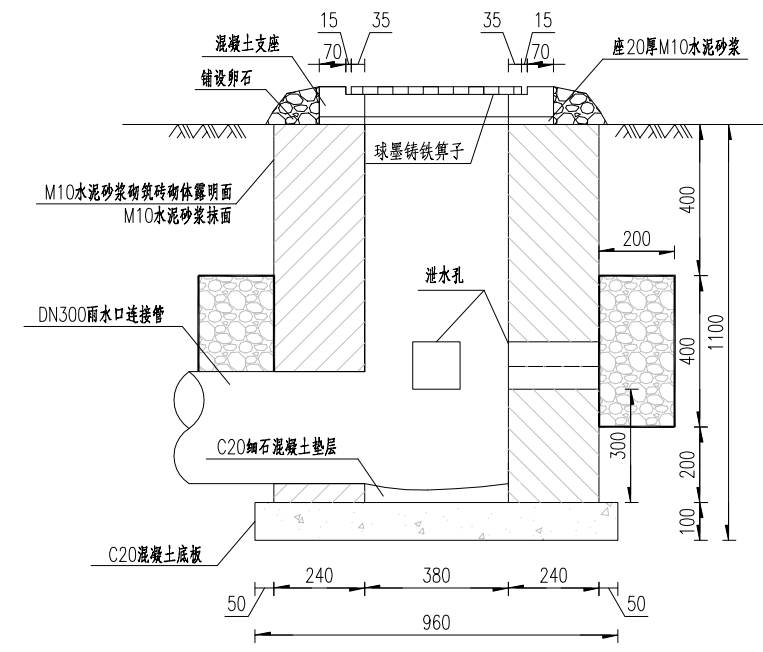 15 35 35 15
混凝土支座 70 70 座20厚M10水泥砂浆
铺设卵石
球墨铸铁箅子
M10水泥砂浆砌筑砖砌体露明面
M10水泥砂浆抹面
400
200
泄水孔
DN300雨水口连接管
400
1100
C20细石混凝土垫层
300
200
100
C20混凝土底板
240 380 240
50 50
960